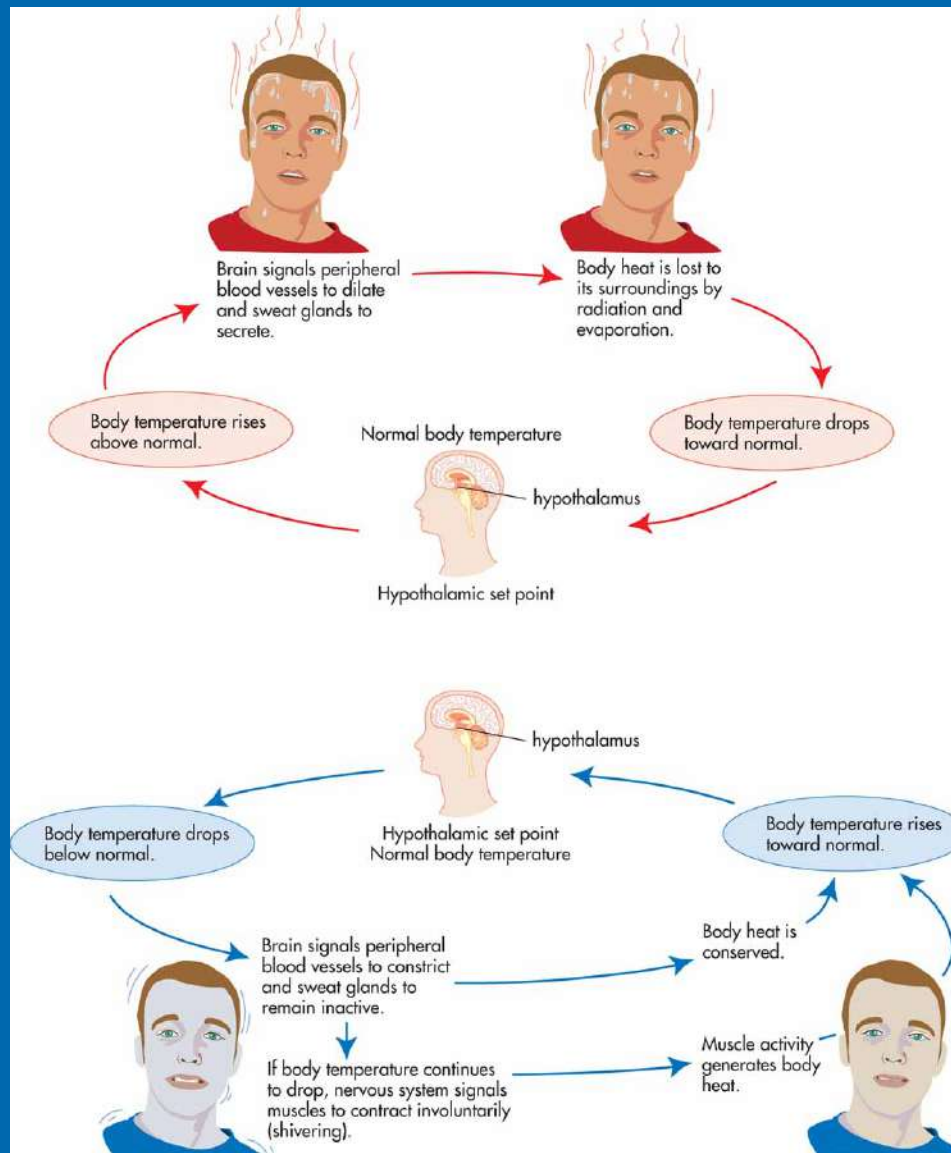 Brain signals peripheral
blood vessels to dilate
and sweat glands to
secrete.
Body heat is lost to
its surroundings by
radiation and
evaporation.
Body temperature rises
above normal.
Normal body temperature
hypothalamus
Hypothalamic set point
Body temperature drops
toward normal.
hypothalamus
Hypothalamic set point
Normal body temperature
Body temperature drops
below normal.
Body temperature rises
toward normal.
Brain signals peripheral
blood vessels to constrict
and sweat glands to
remain inactive.
Body heat is
conserved.
If body temperature continues
to drop, nervous system signals
muscles to contract involuntarily
(shivering).
Muscle activity
generates body
heat.